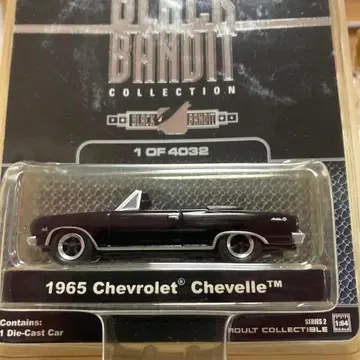 BLACK
BANDIT
COLLECTION
BLACK BANDIT
1 OF 4032
1965 Chevrolet® Chevelle™
Contains:
1 Die-Cast Car
SERIES 2
ADULT COLLECTIBLE
1:64
SCALE